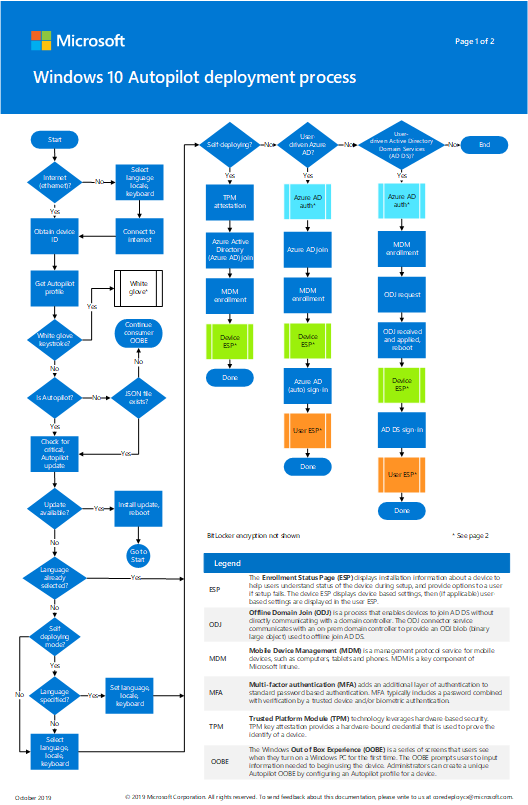 Microsoft
Page 1 of 2
Windows 10 Autopilot deployment process
Start
Internet
(ethernet)?
No
Select
language
locale,
keyboard
Yes
Obtain device
ID
Connect to
internet
Get Autopilot
profile
White
glove*
Yes
White glove
keystroke?
Continue
consumer
OOBE
No
No
Is Autopilot?
No
JSON file
exists?
Yes
Yes
Check for
critical,
Autopilot
update
Update
available?
Yes
Install update,
reboot
No
Go to
Start
Language
already
selected?
Yes
No
Self
deploying
mode?
Yes
No
Language
specified?
Yes
Set language,
locale,
keyboard
No
Select
language,
locale,
keyboard
Self-deploying?
No
User-
driven Azure
AD?
No
User-
driven Active Directory
Domain Services
(AD DS)?
No
End
Yes
Yes
Yes
TPM
attestation
Azure Active
Directory
(Azure AD) join
MDM
enrollment
Device
ESP*
Done
Azure AD
auth*
Azure AD join
MDM
enrollment
Device
ESP*
Azure AD
(auto) sign-in
User ESP*
Done
Azure AD
auth*
MDM
enrollment
ODJ request
ODJ received
and applied,
reboot
Device
ESP*
AD DS sign-in
User ESP*
Done
BitLocker encryption not shown
* See page 2
Legend
ESP
The Enrollment Status Page (ESP) displays installation information about a device to
help users understand status of the device during setup, and provide options to a user
if setup fails. The device ESP displays device based settings, then (if applicable) user-
based settings are displayed in the user ESP.
ODJ
Offline Domain Join (ODJ) is a process that enables devices to join AD DS without
directly communicating with a domain controller. The ODJ connector service
communicates with an on-prem domain controller to provide an ODJ blob (binary
large object) used to offline join AD DS.
MDM
Mobile Device Management (MDM) is a management protocol service for mobile
devices, such as computers, tablets and phones. MDM is a key component of
Microsoft Intune.
MFA
Multi-factor authentication (MFA) adds an additional layer of authentication to
standard password based authentication. MFA typically includes a password combined
with verification by a trusted device and/or biometric authentication.
TPM
Trusted Platform Module (TPM) technology leverages hardware-based security.
TPM key attestation provides a hardware bound credential that is used to prove the
identify of a device.
OOBE
The Windows Out of Box Experience (OOBE) is a series of screens that users see
when they turn on a Windows PC for the first time. The OOBE prompts users to input
information needed to begin using the device. Administrators can create a unique
Autopilot OOBE by configuring an Autopilot profile for a device.
October 2019
© 2019 Microsoft Corporation. All rights reserved. To send feedback about this documentation, please write to us at coredeploycx@microsoft.com.